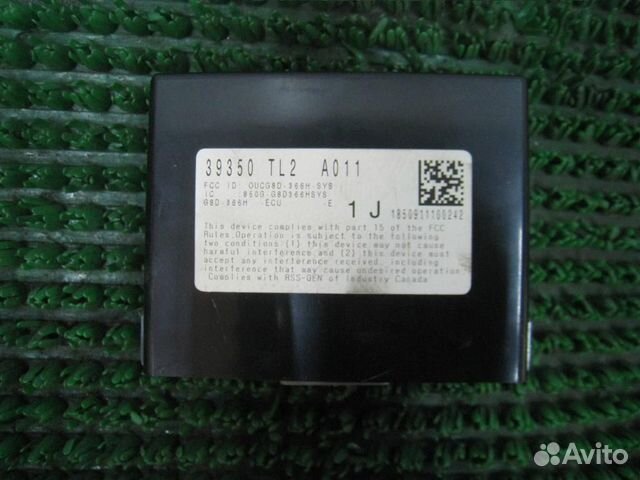 39350 TL2 A011
FCC ID: OUCG8D-366H-SYS
IC :850G-G8D366HSYS
G8D-366H -ECU -E
1 J
1850911100242
This device complies with part 15 of the FCC
Rules.Operation is subject to the following
two conditions:(1) this device may not cause
harmful interference, and (2) this device must
accept any interference received, including
interference that may cause undesired operation.
Complies with RSS-GEN of Industry Canada
Avito